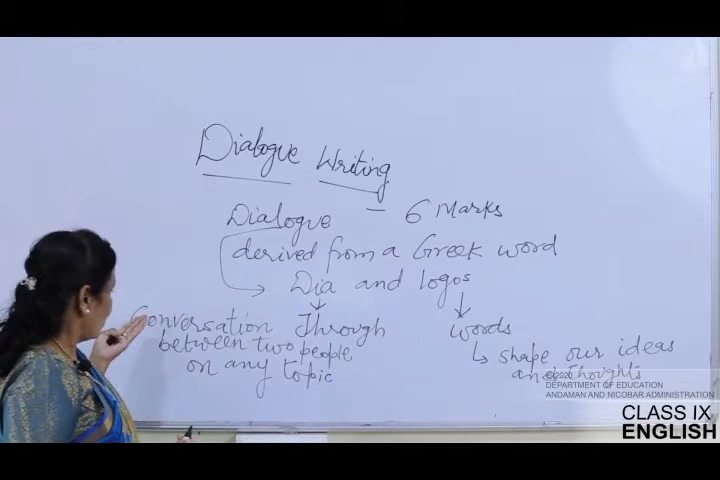 Dialogue Writing
Dialogue – 6 Marks
derived from a Greek word
Dia and logos
Conversation Through words
between two people
on any topic
shape our ideas
and thoughts
©2020
DEPARTMENT OF EDUCATION
ANDAMAN AND NICOBAR ADMINISTRATION
CLASS IX
ENGLISH